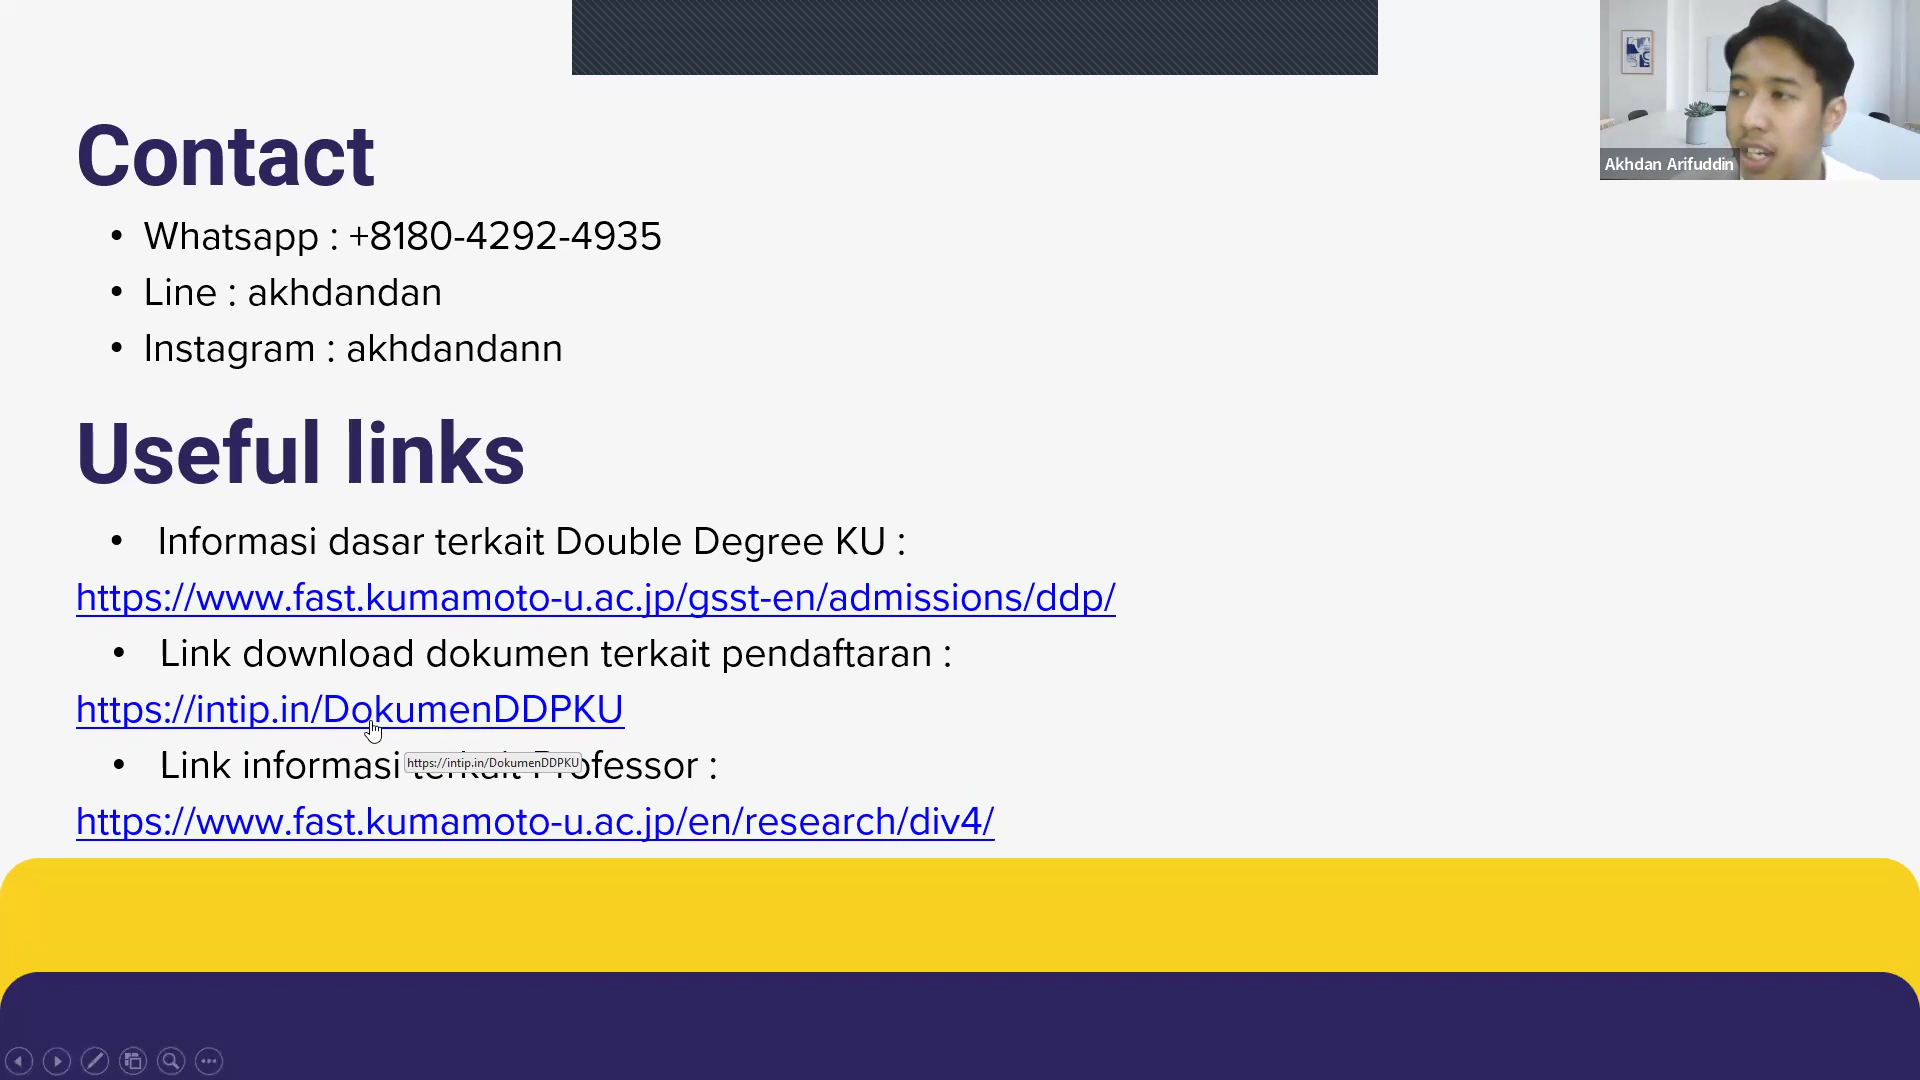 Akhdan Arifuddin
Contact
• Whatsapp : +8180-4292-4935
• Line : akhdandan
• Instagram : akhdandann
Useful links
• Informasi dasar terkait Double Degree KU :
https://www.fast.kumamoto-u.ac.jp/gsst-en/admissions/ddp/
• Link download dokumen terkait pendaftaran :
https://intip.in/DokumenDDPKU
• Link informasi terkait Professor :
https://intip.in/DokumenDDPKU
https://www.fast.kumamoto-u.ac.jp/en/research/div4/